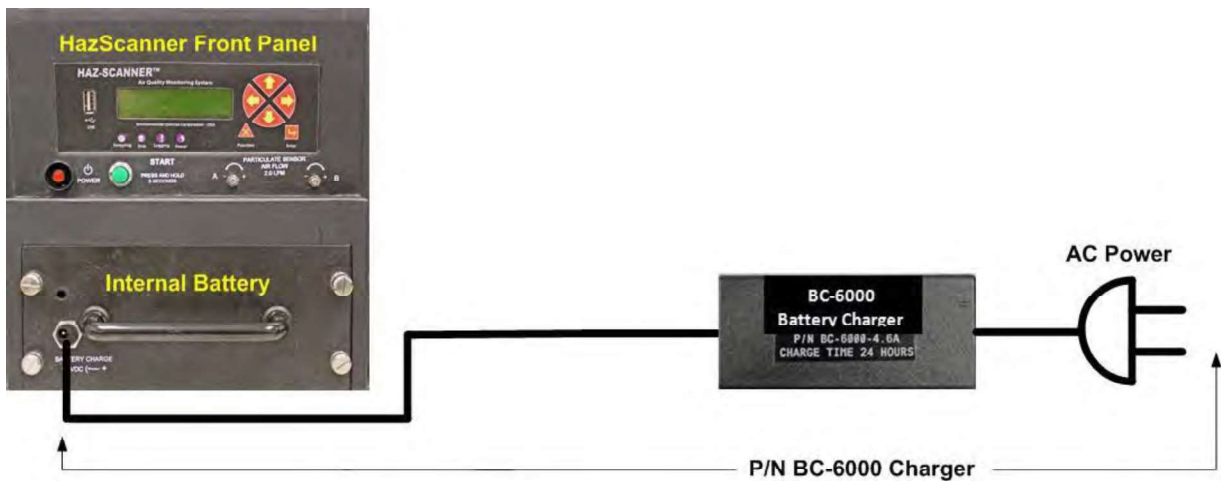 HazScanner Front Panel
HAZ-SCANNER™
Air Quality Monitoring System
START
POWER
PRESS AND HOLD
PARTICULATE SENSOR
AIR FLOW
2.0 LPM
A - +
- + B
Internal Battery
BATTERY CHARGE
VDC
BC-6000
Battery Charger
P/N BC-6000-4.6A
CHARGE TIME 24 HOURS
AC Power
P/N BC-6000 Charger